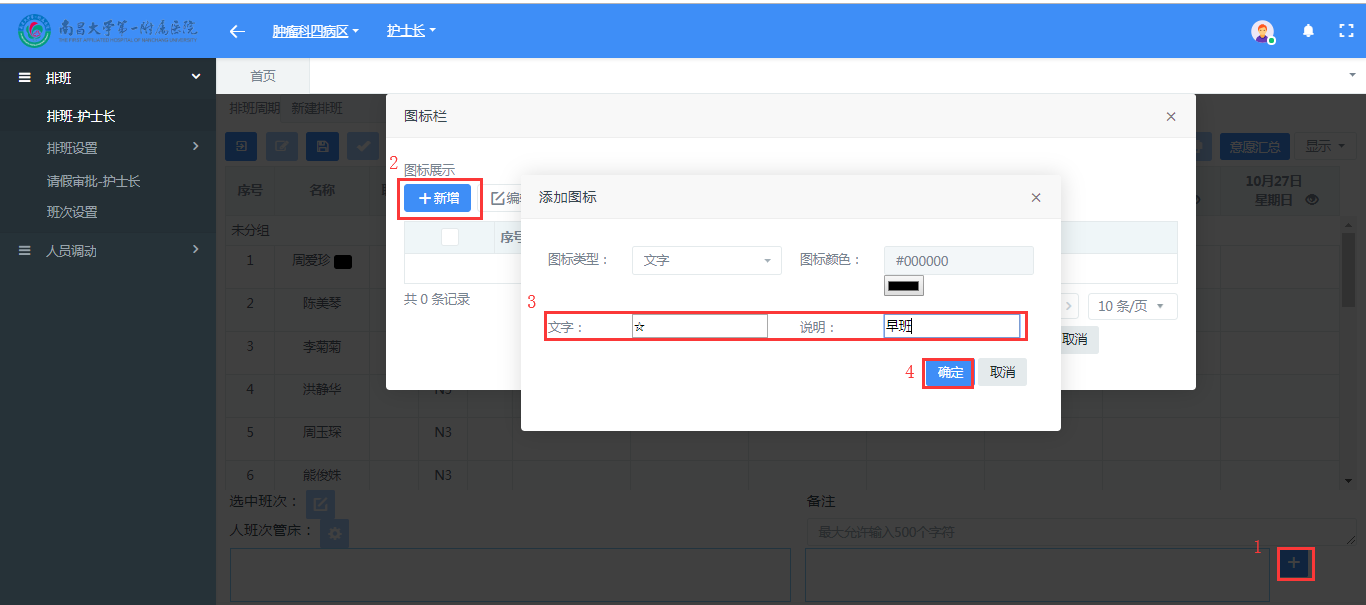 南昌大学第一附属医院
肿瘤科四病区
护士长
排班
首页
排班-护士长
排班设置
请假审批-护士长
班次设置
人员调动
排班周期 新建排班
意愿汇总
显示
序号
名称
10月27日
星期日
未分组
1
周爱珍
2
陈美琴
3
李菊菊
4
洪静华
N3
5
周玉琛
N3
6
熊俊姝
N3
选中班次：
备注
人班次管床：
最大允许输入500个字符
1
图标栏
×
2
图标展示
+新增
编辑
序号
共 0 条记录
10 条/页
取消
添加图标
×
图标类型：
文字
图标颜色：
#000000
3
文字：
☆
说明：
早班
4
确定
取消